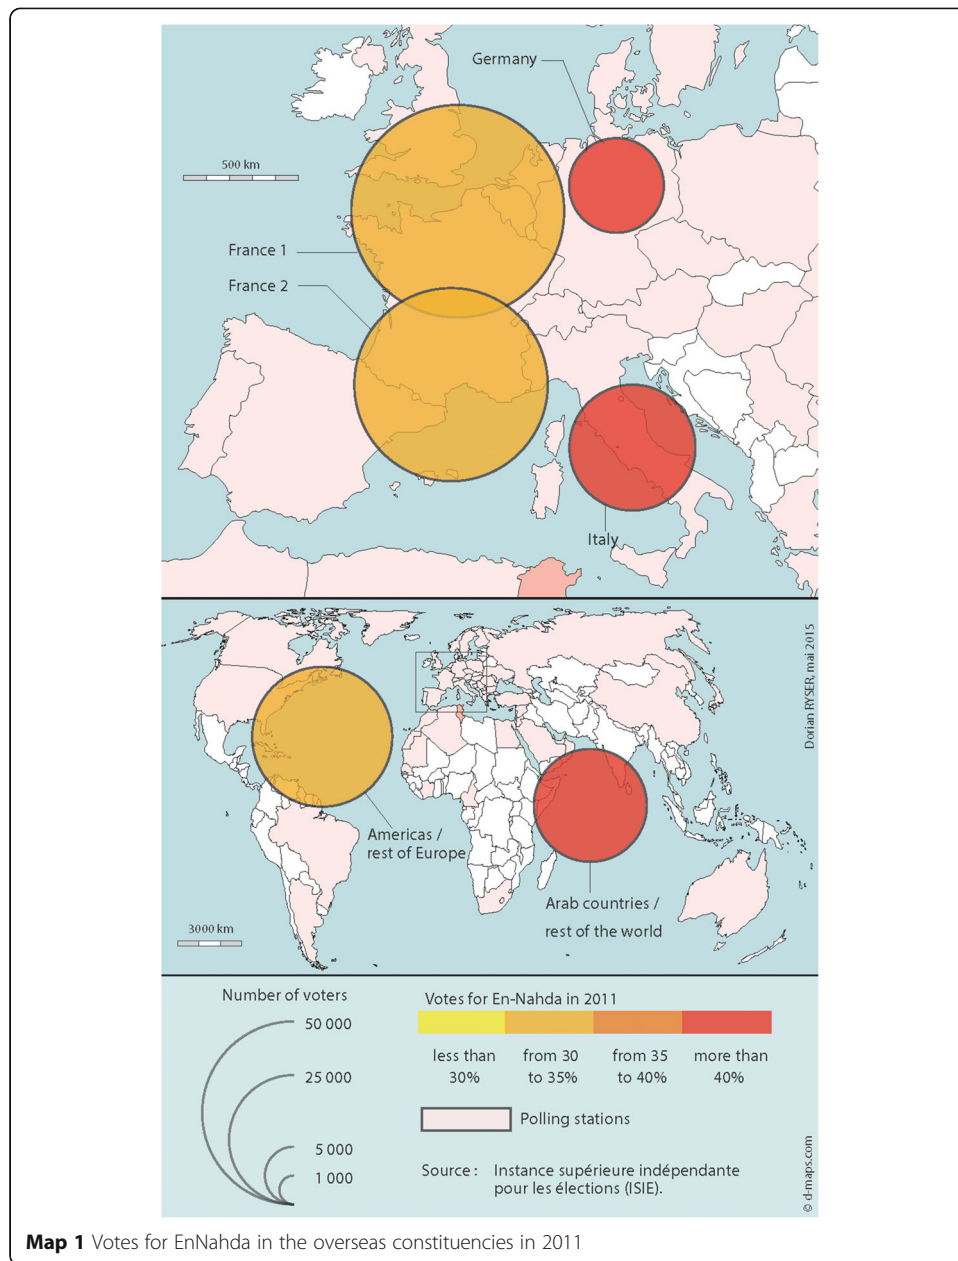 Germany
500 km
France 1
France 2
Italy
Dorian RYSER, mai 2015
Americas /
rest of Europe
Arab countries /
rest of the world
3000 km
Number of voters
50 000
25 000
5 000
1 000
Votes for En-Nahda in 2011
less than
30%
from 30
to 35%
from 35
to 40%
more than
40%
Polling stations
Source : Instance supérieure indépendante
pour les élections (ISIE).
© d-maps.com
Map 1 Votes for EnNahda in the overseas constituencies in 2011